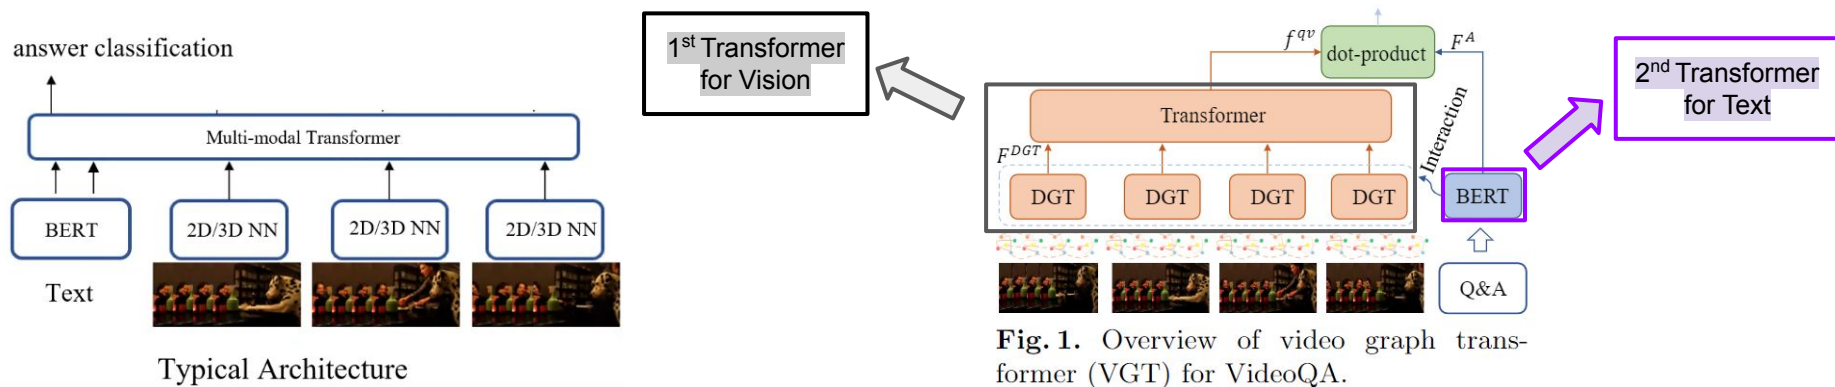 answer classification
Multi-modal Transformer
BERT
2D/3D NN
2D/3D NN
2D/3D NN
Text
Typical Architecture
1st Transformer
for Vision
f^{qv}
dot-product
F^A
Transformer
F^{DGT}
Interaction
DGT
DGT
DGT
DGT
BERT
Q&A
2nd Transformer
for Text
Fig. 1. Overview of video graph trans-
former (VGT) for VideoQA.